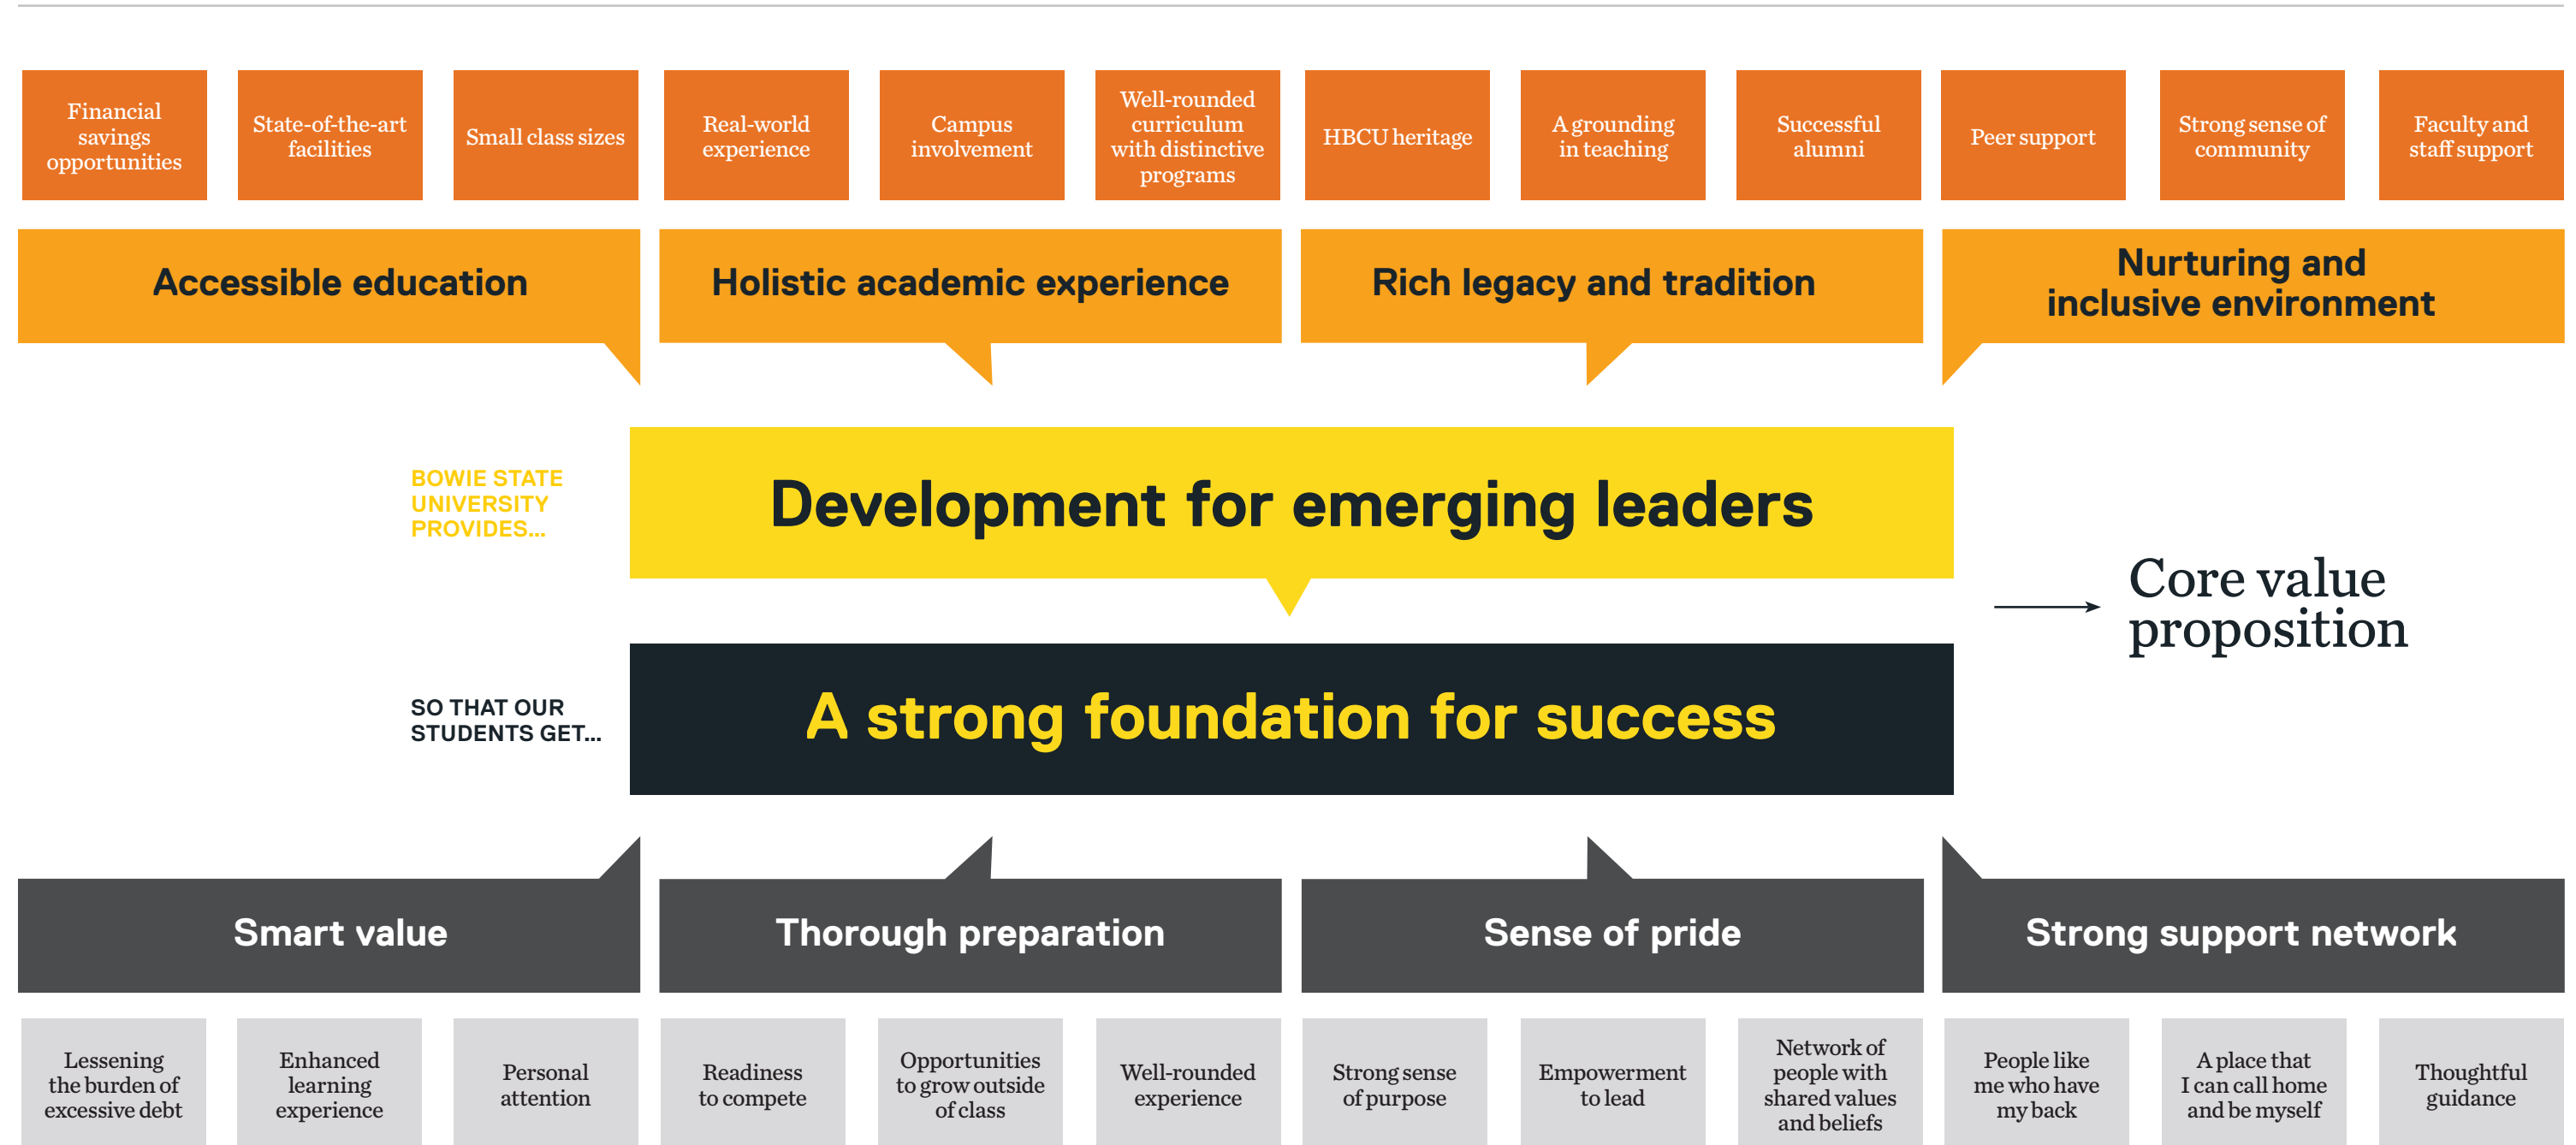 Financial
savings
opportunities
State-of-the-art
facilities
Small class sizes
Real-world
experience
Campus
involvement
Well-rounded
curriculum
with distinctive
programs
HBCU heritage
A grounding
in teaching
Successful
alumni
Peer support
Strong sense of
community
Faculty and
staff support
Accessible education
Holistic academic experience
Rich legacy and tradition
Nurturing and
inclusive environment
BOWIE STATE
UNIVERSITY
PROVIDES...
Development for emerging leaders
Core value
proposition
SO THAT OUR
STUDENTS GET...
A strong foundation for success
Smart value
Thorough preparation
Sense of pride
Strong support network
Lessening
the burden of
excessive debt
Enhanced
learning
experience
Personal
attention
Readiness
to compete
Opportunities
to grow outside
of class
Well-rounded
experience
Strong sense
of purpose
Empowerment
to lead
Network of
people with
shared values
and beliefs
People like
me who have
my back
A place that
I can call home
and be myself
Thoughtful
guidance